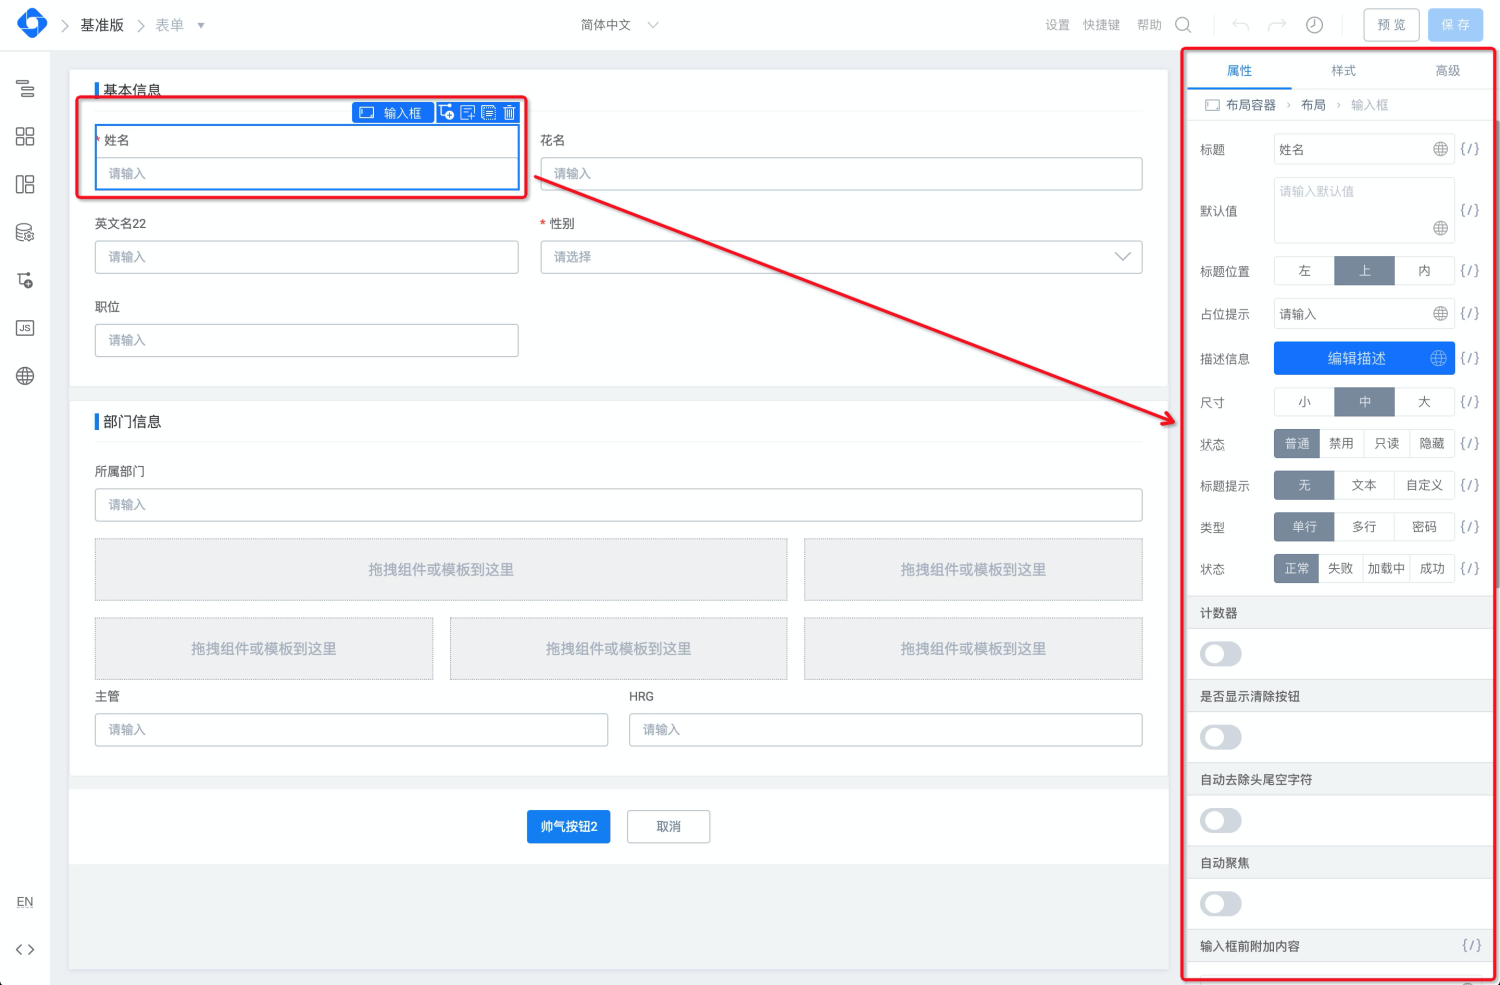 基准版 表单
简体中文
设置 快捷键 帮助
预览 保存
基本信息
输入框
* 姓名
请输入
花名
请输入
英文名22
请输入
* 性别
请选择
职位
请输入
部门信息
所属部门
请输入
拖拽组件或模板到这里
拖拽组件或模板到这里
拖拽组件或模板到这里
拖拽组件或模板到这里
拖拽组件或模板到这里
主管
请输入
HRG
请输入
帅气按钮2
取消
JS
EN
属性 样式 高级
布局容器 › 布局 › 输入框
标题 姓名 {/}
默认值 请输入默认值 {/}
标题位置 左 上 内 {/}
占位提示 请输入 {/}
描述信息 编辑描述 {/}
尺寸 小 中 大 {/}
状态 普通 禁用 只读 隐藏 {/}
标题提示 无 文本 自定义 {/}
类型 单行 多行 密码 {/}
状态 正常 失败 加载中 成功 {/}
计数器
是否显示清除按钮
自动去除头尾空字符
自动聚焦
输入框前附加内容 {/}